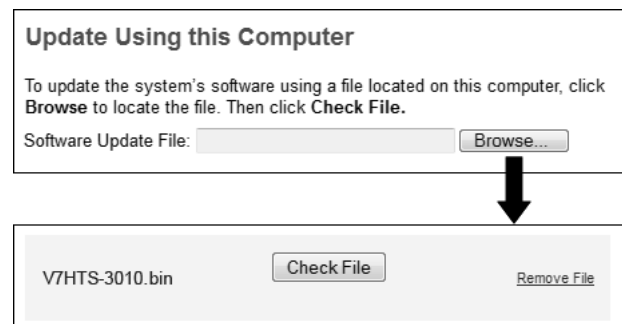 Update Using this Computer
To update the system's software using a file located on this computer, click
Browse to locate the file. Then click Check File.
Software Update File: Browse...
V7HTS-3010.bin Check File Remove File